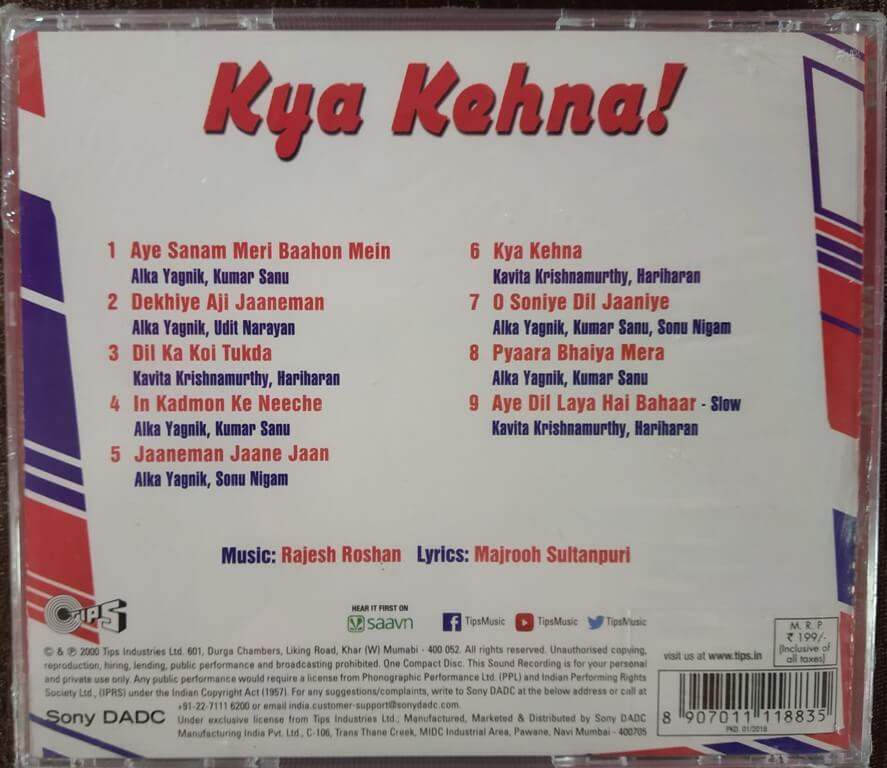 Kya Kehna!
1 Aye Sanam Meri Baahon Mein
Alka Yagnik, Kumar Sanu
2 Dekhiye Aji Jaaneman
Alka Yagnik, Udit Narayan
3 Dil Ka Koi Tukda
Kavita Krishnamurthy, Hariharan
4 In Kadmon Ke Neeche
Alka Yagnik, Kumar Sanu
5 Jaaneman Jaane Jaan
Alka Yagnik, Sonu Nigam
6 Kya Kehna
Kavita Krishnamurthy, Hariharan
7 O Soniye Dil Jaaniye
Alka Yagnik, Kumar Sanu, Sonu Nigam
8 Pyaara Bhaiya Mera
Alka Yagnik, Kumar Sanu
9 Aye Dil Laya Hai Bahaar - Slow
Kavita Krishnamurthy, Hariharan
Music: Rajesh Roshan Lyrics: Majrooh Sultanpuri
TIPS
HEAR IT FIRST ON
saavn TipsMusic TipsMusic TipsMusic
© & ℗ 2000 Tips Industries Ltd. 601, Durga Chambers, Liking Road, Khar (W) Mumabi - 400 052. All rights reserved. Unauthorised copying,
reproduction, hiring, lending, public performance and broadcasting prohibited. One Compact Disc. This Sound Recording is for your personal
and private use only. Any public performance would require a license from Phonographic Performance Ltd. (PPL) and Indian Performing Rights
Society Ltd., (IPRS) under the Indian Copyright Act (1957). For any suggestions/complaints, write to Sony DADC at the below address or call at
+91-22-7111 6200 or email india.customer-support@sonydadc.com.
Sony DADC
Under exclusive license from Tips Industries Ltd.; Manufactured, Marketed & Distributed by Sony DADC
Manufacturing India Pvt. Ltd., C-106, Trans Thane Creek, MIDC Industrial Area, Pawane, Navi Mumbai - 400705
visit us at www.tips.in
M. R. P.
₹ 199/-
(Inclusive of
all taxes)
8 907011 118835
PKD. 01/2018